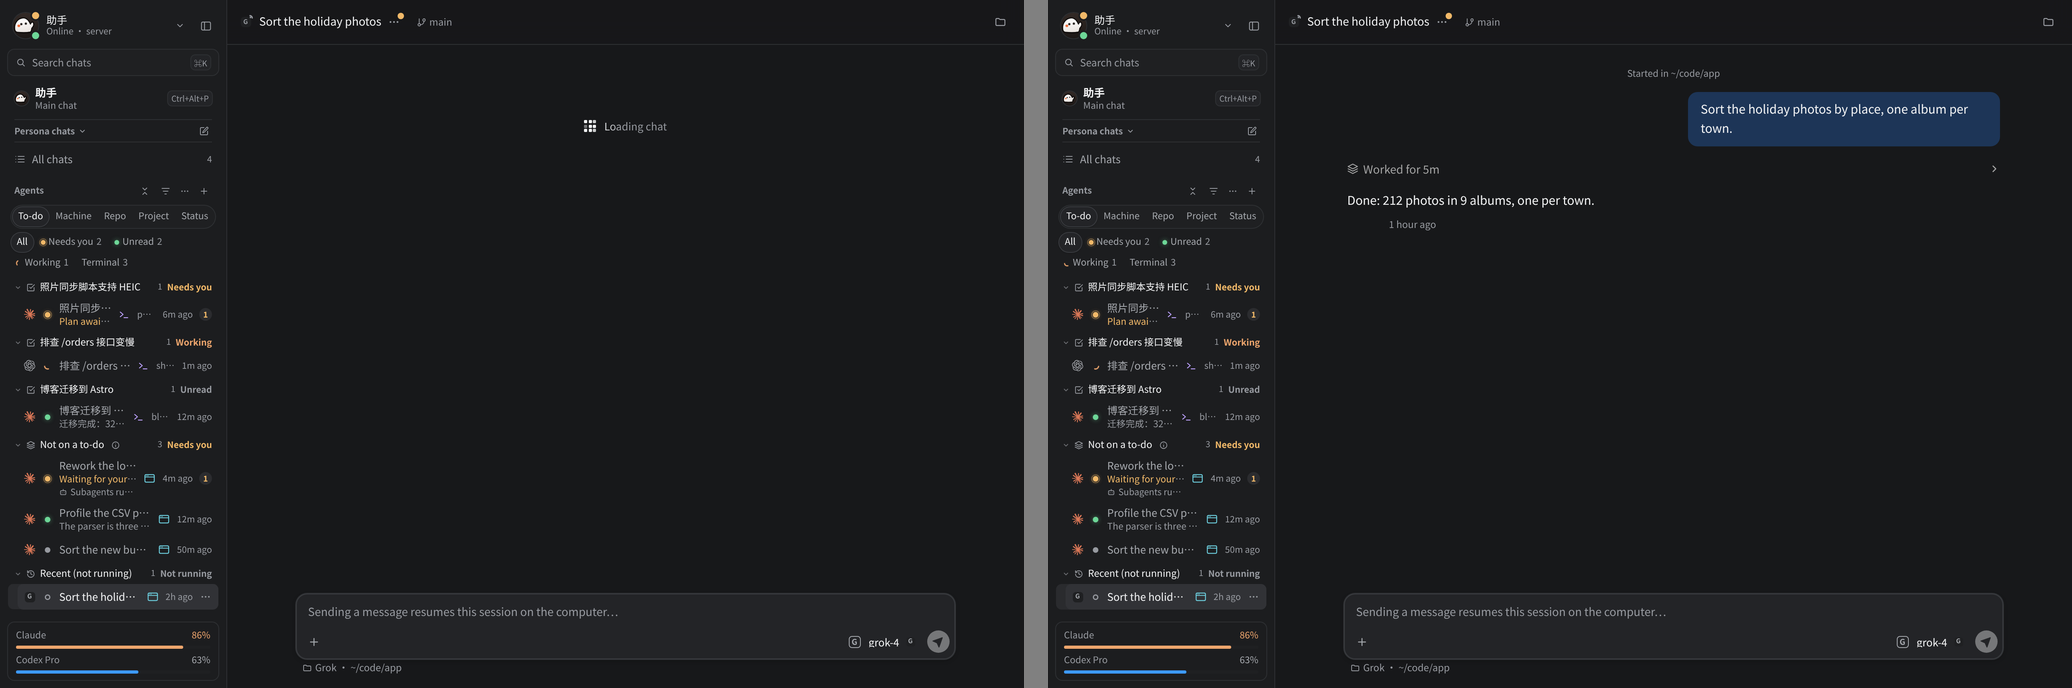 助手
Online • server
Search chats ⌘K
助手
Main chat
Ctrl+Alt+P
Persona chats
All chats 4
Agents
To-do Machine Repo Project Status
All Needs you 2 Unread 2
Working 1 Terminal 3
照片同步脚本支持 HEIC 1 Needs you
照片同步… p… 6m ago 1
Plan awai…
排查 /orders 接口变慢 1 Working
排查 /orders … sh… 1m ago
博客迁移到 Astro 1 Unread
博客迁移到 … bl… 12m ago
迁移完成：32…
Not on a to-do 3 Needs you
Rework the lo…
Waiting for your… 4m ago 1
Subagents ru…
Profile the CSV p… 12m ago
The parser is three …
Sort the new bu… 50m ago
Recent (not running) 1 Not running
G Sort the holid… 2h ago …
Claude 86%
Codex Pro 63%
G Sort the holiday photos … main
Loading chat
Sending a message resumes this session on the computer…
+ G grok-4 G
Grok • ~/code/app
助手
Online • server
Search chats ⌘K
助手
Main chat
Ctrl+Alt+P
Persona chats
All chats 4
Agents
To-do Machine Repo Project Status
All Needs you 2 Unread 2
Working 1 Terminal 3
照片同步脚本支持 HEIC 1 Needs you
照片同步… p… 6m ago 1
Plan awai…
排查 /orders 接口变慢 1 Working
排查 /orders … sh… 1m ago
博客迁移到 Astro 1 Unread
博客迁移到 … bl… 12m ago
迁移完成：32…
Not on a to-do 3 Needs you
Rework the lo…
Waiting for your… 4m ago 1
Subagents ru…
Profile the CSV p… 12m ago
The parser is three …
Sort the new bu… 50m ago
Recent (not running) 1 Not running
G Sort the holid… 2h ago …
Claude 86%
Codex Pro 63%
G Sort the holiday photos … main
Started in ~/code/app
Sort the holiday photos by place, one album per
town.
Worked for 5m
Done: 212 photos in 9 albums, one per town.
1 hour ago
Sending a message resumes this session on the computer…
+ G grok-4 G
Grok • ~/code/app